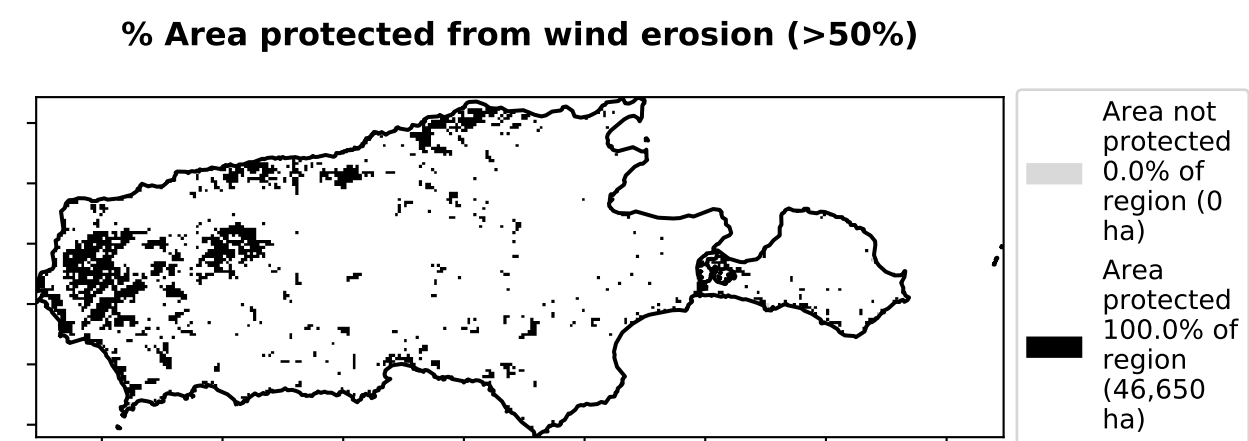 % Area protected from wind erosion (>50%)
Area not
protected
0.0% of
region (0
ha)
Area
protected
100.0% of
region
(46,650
ha)